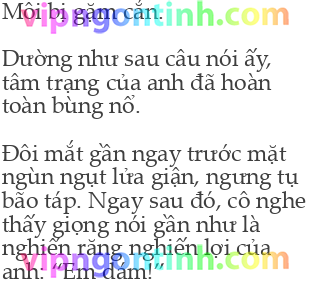 Môi bị gặm cắn.
vipngontinh.com
Dường như sau câu nói ấy,
tâm trạng của anh đã hoàn
toàn bùng nổ.
Đôi mắt gần ngay trước mặt
ngùn ngụt lửa giận, ngưng tụ
bão táp. Ngay sau đó, cô nghe
thấy giọng nói gần như là
nghiến răng nghiến lợi của
vipngontinh.com
anh: “Em dám!”